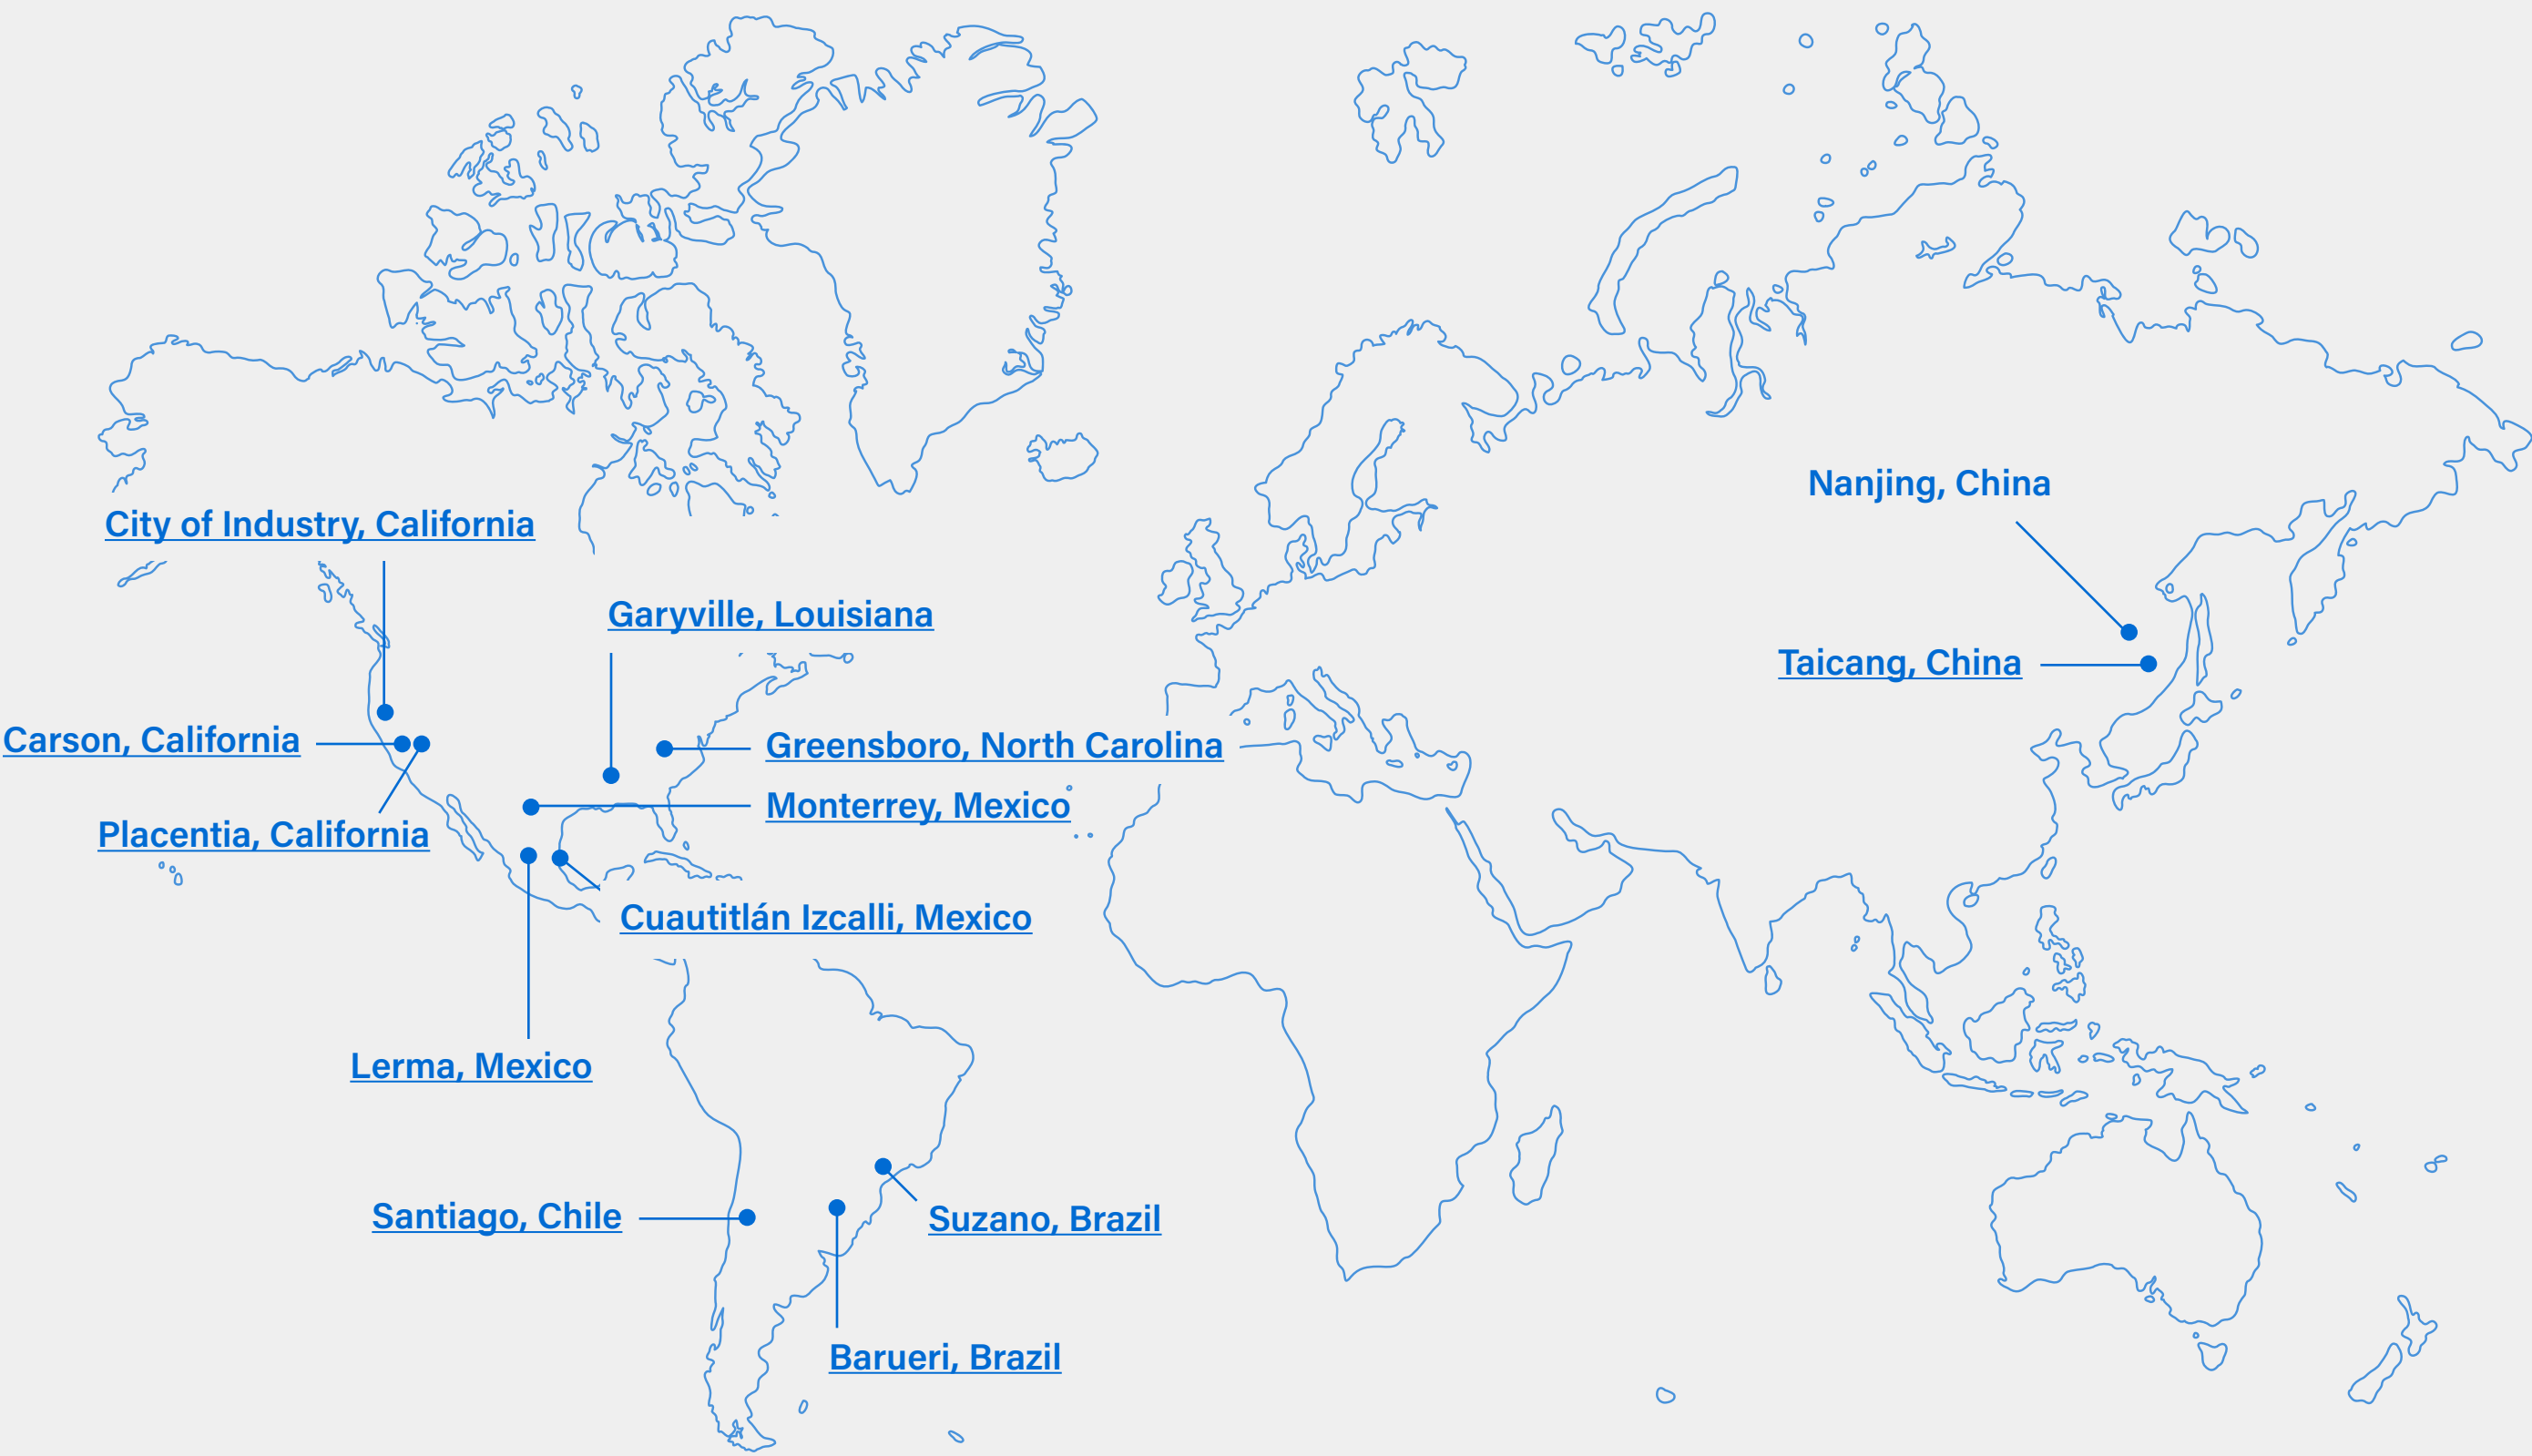 Nanjing, China
City of Industry, California
Garyville, Louisiana
Taicang, China
Carson, California
Greensboro, North Carolina
Monterrey, Mexico
Placentia, California
Cuautitlán Izcalli, Mexico
Lerma, Mexico
Santiago, Chile
Suzano, Brazil
Barueri, Brazil